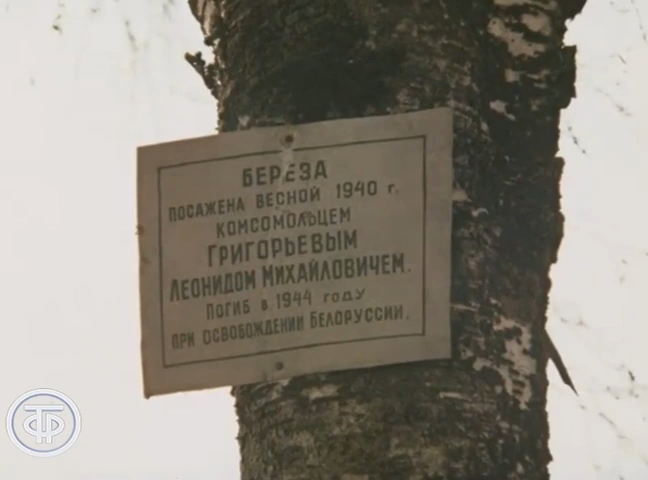 БЕРЕЗА
ПОСАЖЕНА ВЕСНОЙ 1940 г.
КОМСОМОЛЬЦЕМ
ГРИГОРЬЕВЫМ
ЛЕОНИДОМ МИХАЙЛОВИЧЕМ.
ПОГИБ В 1944 ГОДУ
ПРИ ОСВОБОЖДЕНИИ БЕЛОРУССИИ.